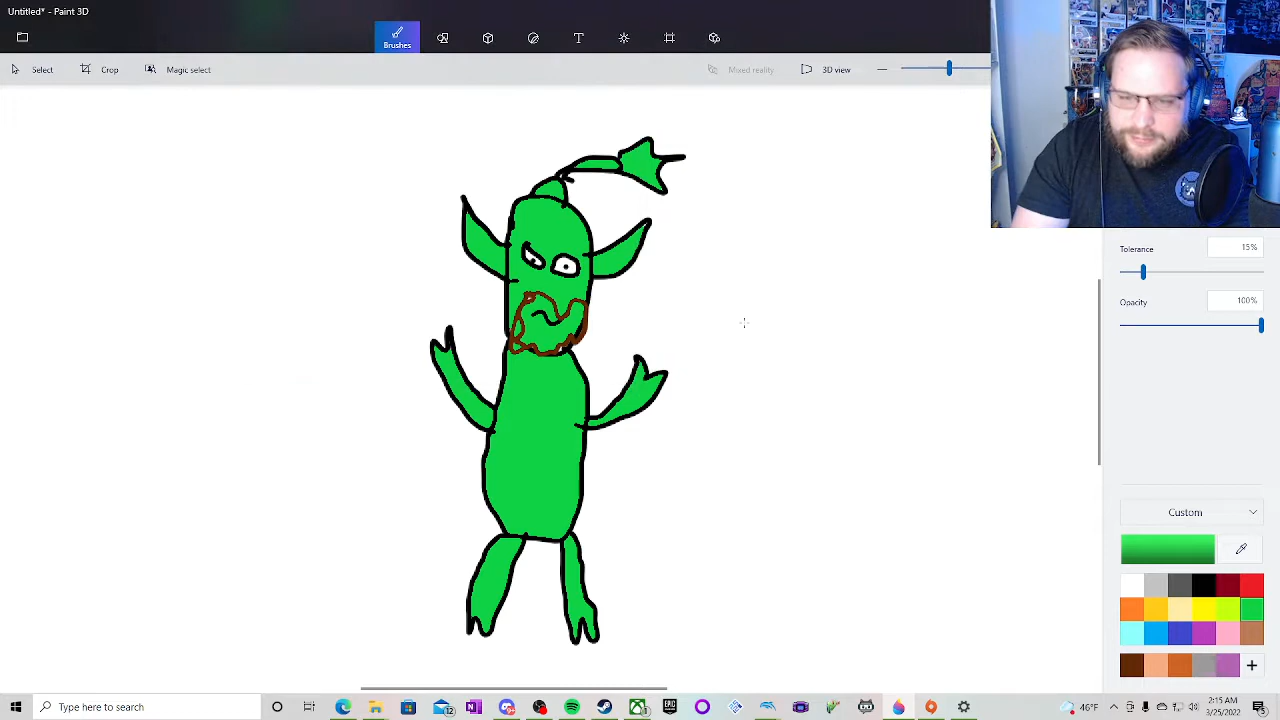 Untitled* - Paint 3D
Brushes
Crop
Magic select
Mixed reality
3D view
Tolerance
15%
Opacity
100%
Custom
Type here to search
46°F
2:15 AM
3/25/2022